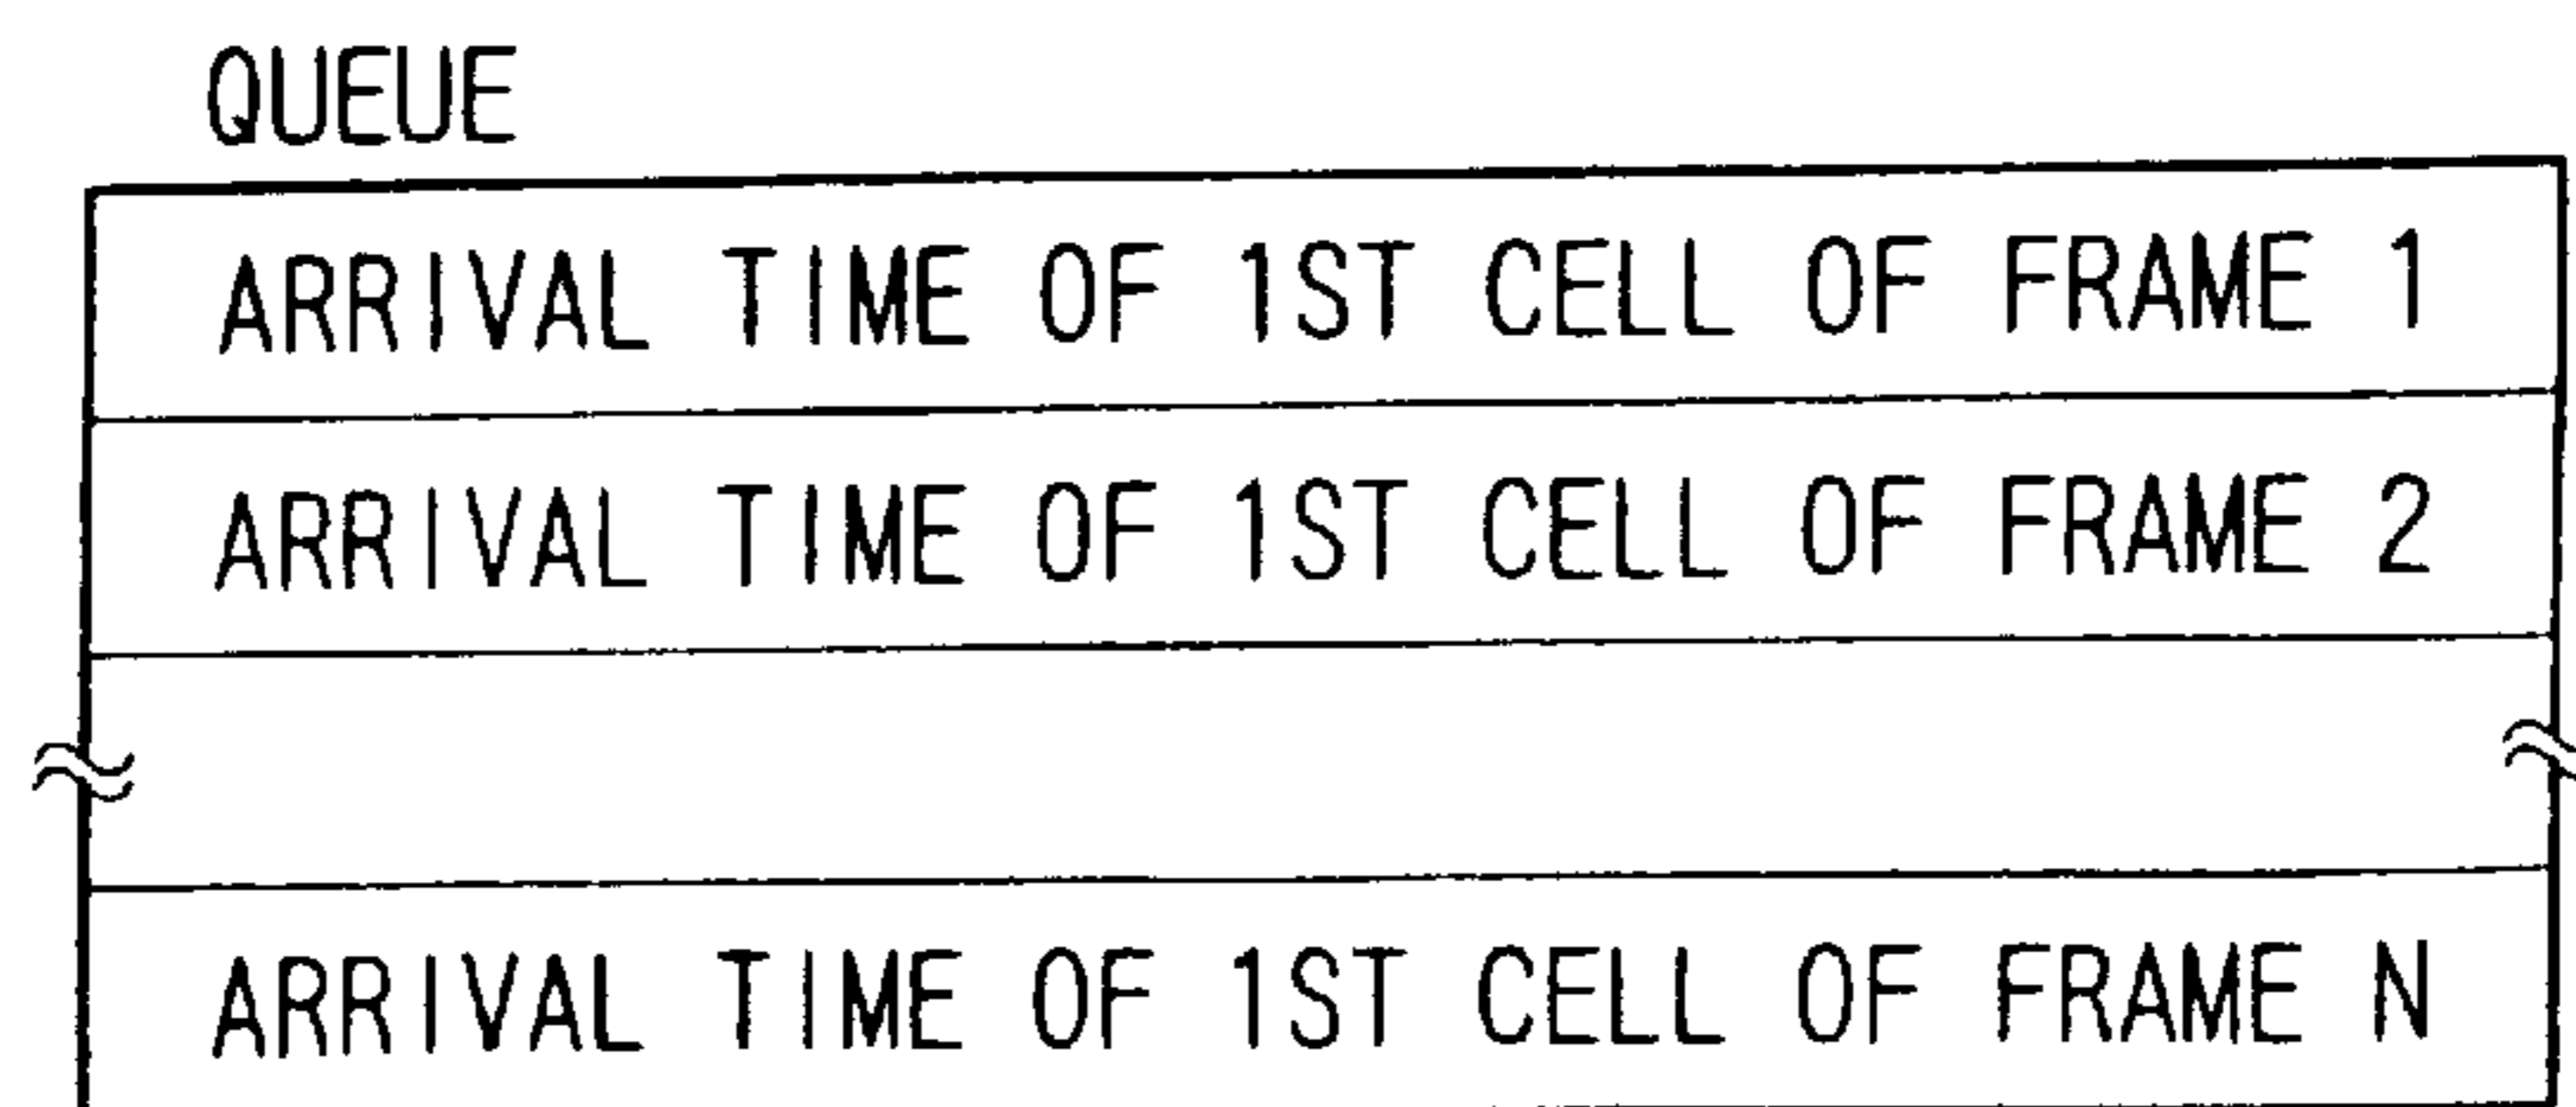 QUEUE
ARRIVAL TIME OF 1ST CELL OF FRAME 1
ARRIVAL TIME OF 1ST CELL OF FRAME 2
ARRIVAL TIME OF 1ST CELL OF FRAME N